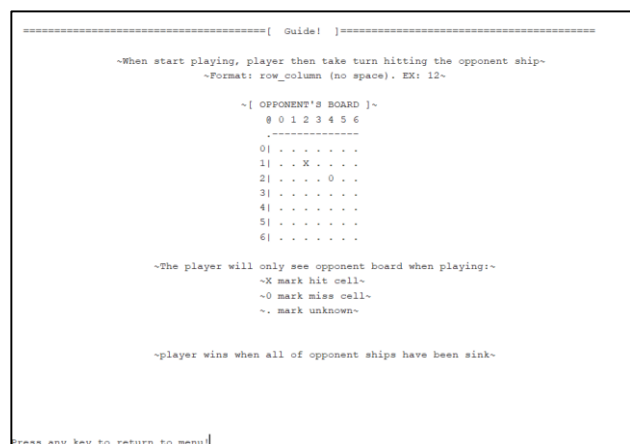 ========================================[ Guide! ]==========================================
~When start playing, player then take turn hitting the opponent ship~
~Format: row_column (no space). EX: 12~
~[ OPPONENT'S BOARD ]~
@ 0 1 2 3 4 5 6
.--------------
0| . . . . . . .
1| . . X . . . .
2| . . . . 0 . .
3| . . . . . . .
4| . . . . . . .
5| . . . . . . .
6| . . . . . . .
~The player will only see opponent board when playing:~
~X mark hit cell~
~0 mark miss cell~
~. mark unknown~
~player wins when all of opponent ships have been sink~
Press any key to return to menu!